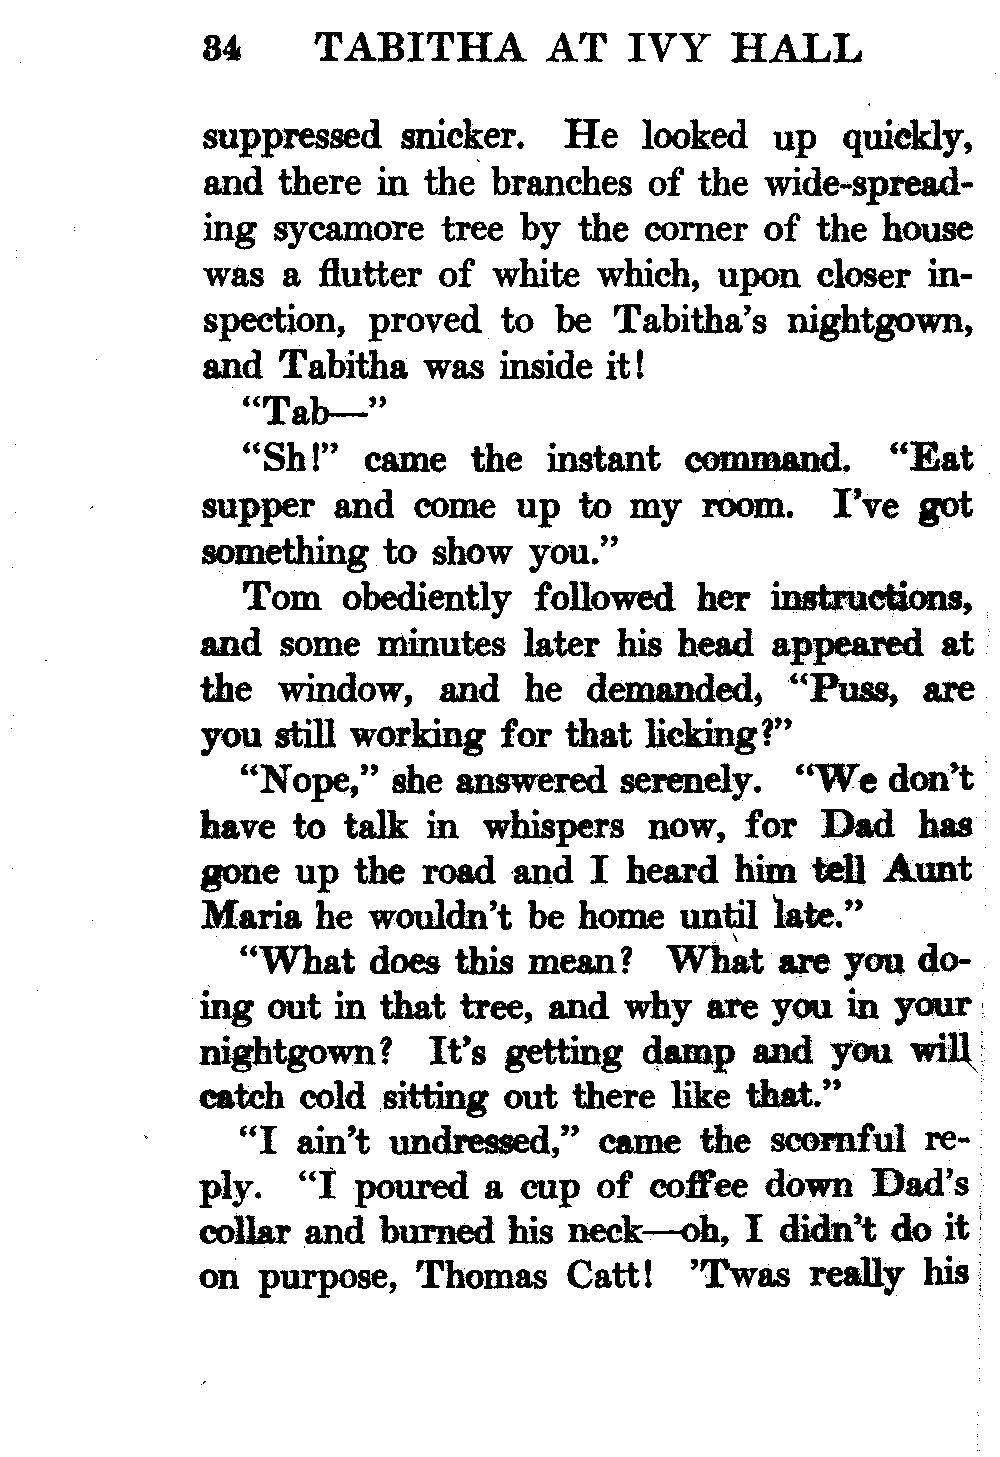 34 TABITHA AT IVY HALL
suppressed snicker. He looked up quickly,
and there in the branches of the wide-spread-
ing sycamore tree by the corner of the house
was a flutter of white which, upon closer in-
spection, proved to be Tabitha's nightgown,
and Tabitha was inside it!
“Tab—”
“Sh!” came the instant command. “Eat
supper and come up to my room. I've got
something to show you.”
Tom obediently followed her instructions,
and some minutes later his head appeared at
the window, and he demanded, “Puss, are
you still working for that licking?”
“Nope,” she answered serenely. “We don't
have to talk in whispers now, for Dad has
gone up the road and I heard him tell Aunt
Maria he wouldn't be home until late.”
“What does this mean? What are you do-
ing out in that tree, and why are you in your
nightgown? It's getting damp and you will
catch cold sitting out there like that.”
“I ain't undressed,” came the scornful re-
ply. “I poured a cup of coffee down Dad's
collar and burned his neck—oh, I didn't do it
on purpose, Thomas Catt! 'Twas really his